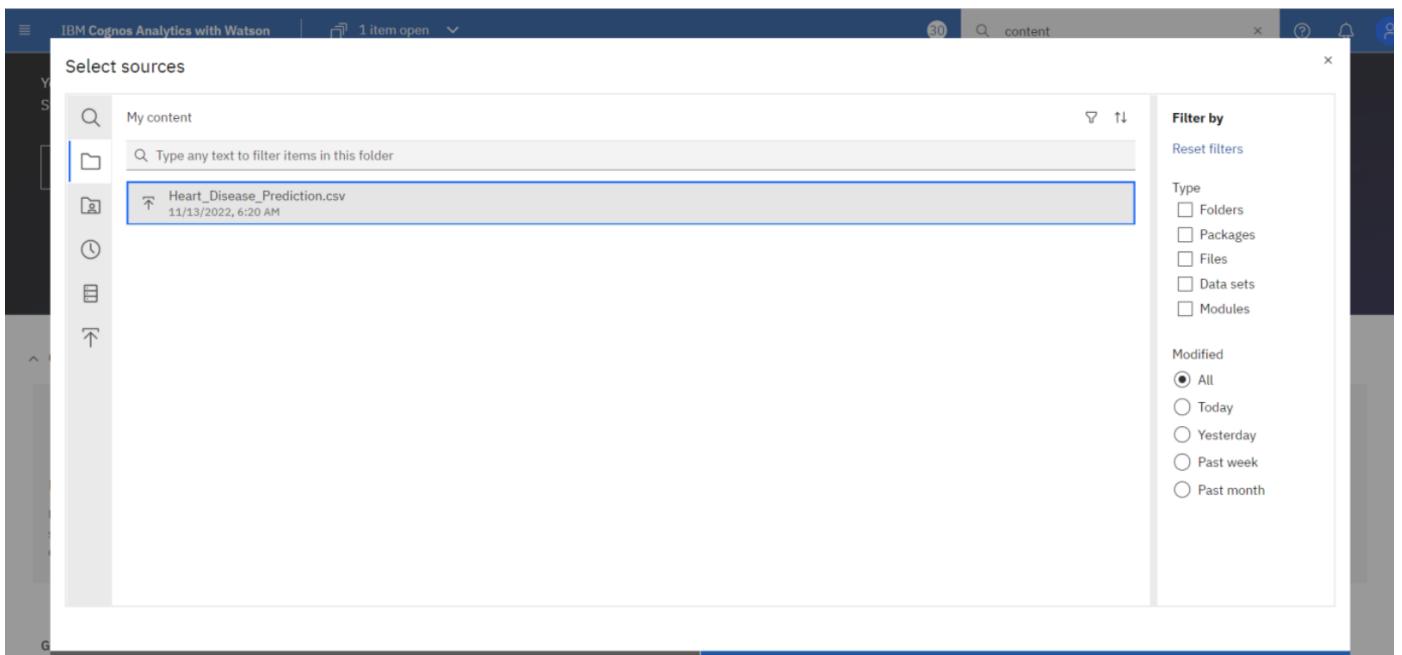 IBM Cognos Analytics with Watson
1 item open
30
content
Select sources
My content
Type any text to filter items in this folder
Heart_Disease_Prediction.csv
11/13/2022, 6:20 AM
Filter by
Reset filters
Type
Folders
Packages
Files
Data sets
Modules
Modified
All
Today
Yesterday
Past week
Past month